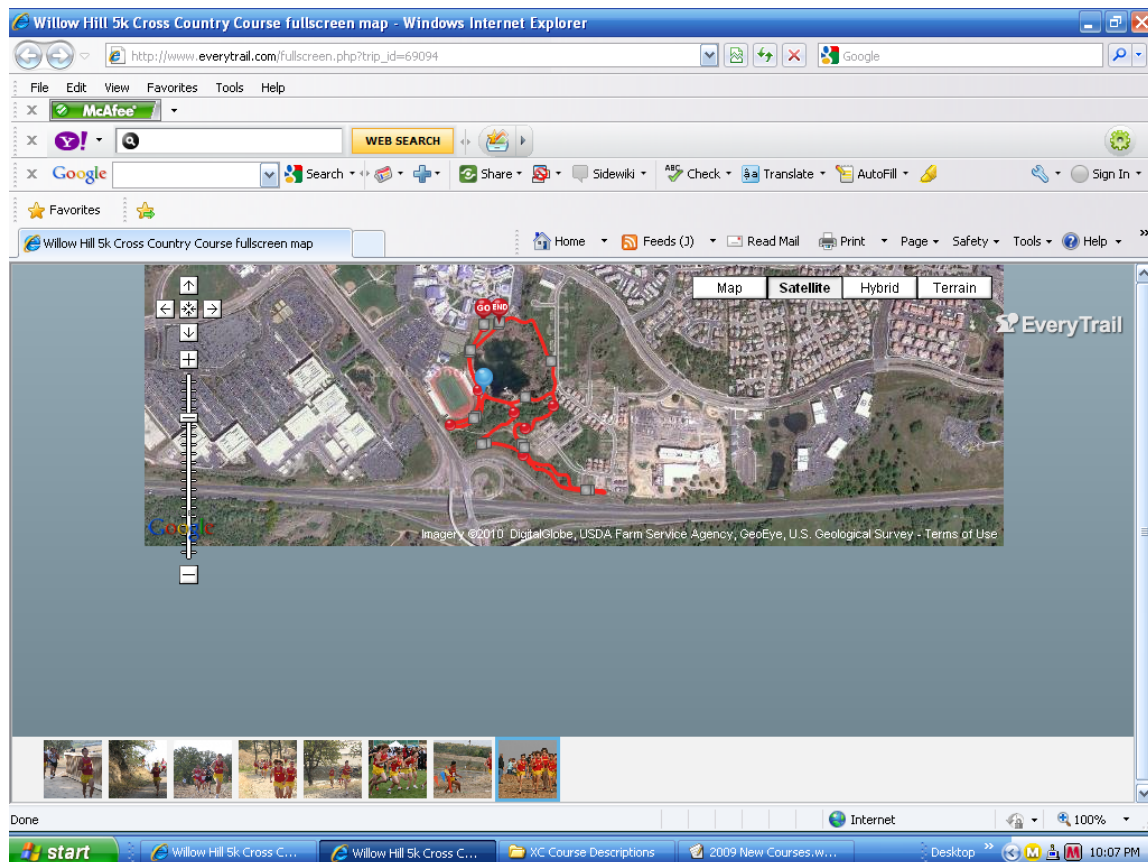 Willow Hill 5k Cross Country Course fullscreen map - Windows Internet Explorer
http://www.everytrail.com/fullscreen.php?trip_id=69094
Google
File Edit View Favorites Tools Help
X McAfee
X Y! WEB SEARCH
X Google Search Share Sidewiki ABC Check Translate AutoFill Sign In
Favorites
Willow Hill 5k Cross Country Course fullscreen map
Home Feeds (J) Read Mail Print Page Safety Tools Help »
Map Satellite Hybrid Terrain
GO END
EveryTrail
Google
Imagery ©2010 DigitalGlobe, USDA Farm Service Agency, GeoEye, U.S. Geological Survey - Terms of Use
Done Internet 100%
start Willow Hill 5k Cross C... Willow Hill 5k Cross C... XC Course Descriptions 2009 New Courses.w... Desktop » 10:07 PM